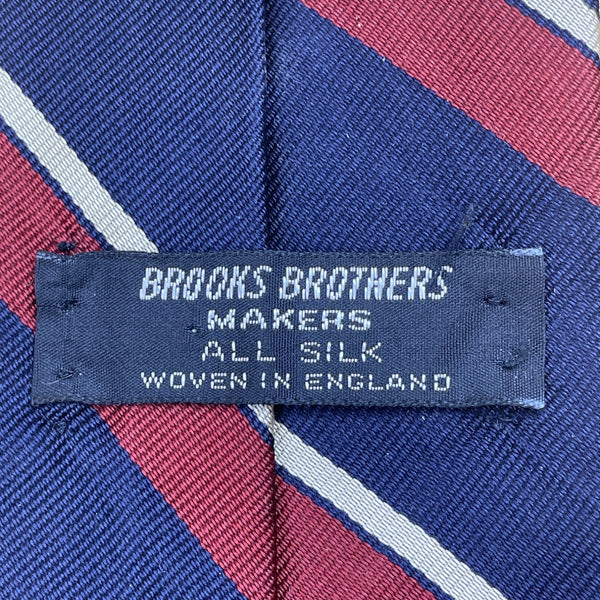 BROOKS BROTHERS
MAKERS
ALL SILK
WOVEN IN ENGLAND